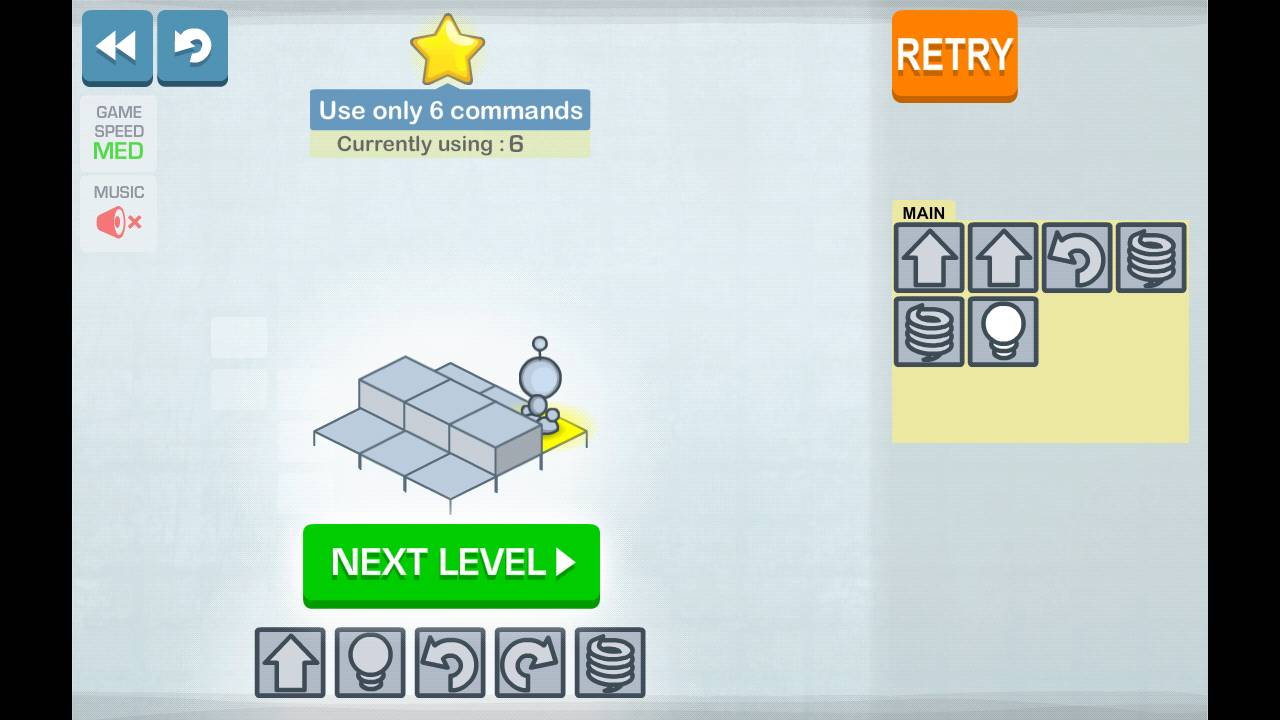 Use only 6 commands
Currently using : 6
RETRY
GAME
SPEED
MED
MUSIC
MAIN
NEXT LEVEL